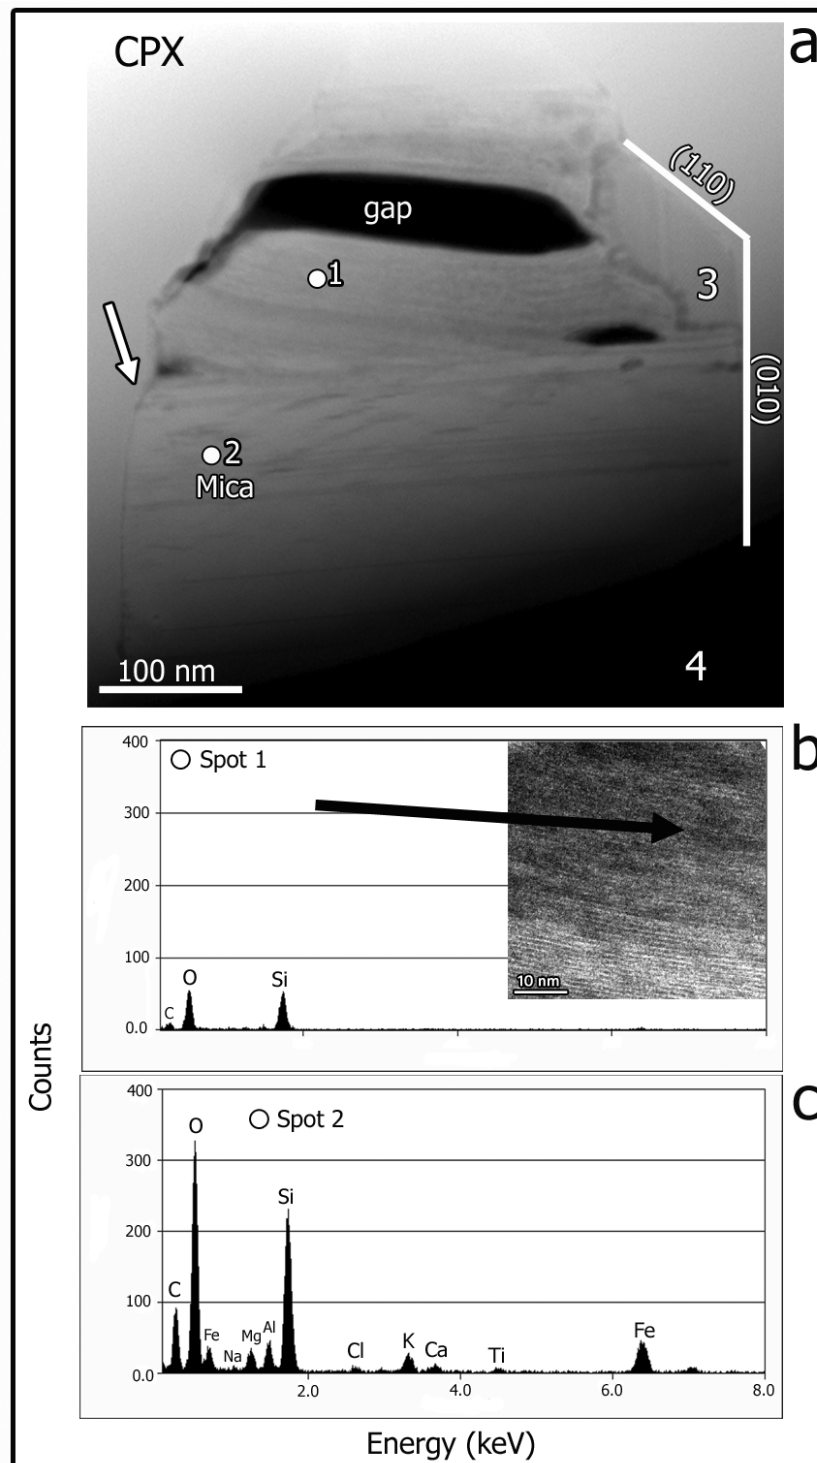 a
CPX
gap
(110)
1
3
(010)
2
Mica
100 nm
4
b
400
Spot 1
300
200
100
O
Si
C
10 nm
0.0
Counts
c
400
O
Spot 2
300
Si
200
C
100
Fe
Na
Mg
Al
Cl
K
Ca
Ti
Fe
0.0
2.0
4.0
6.0
8.0
Energy (keV)